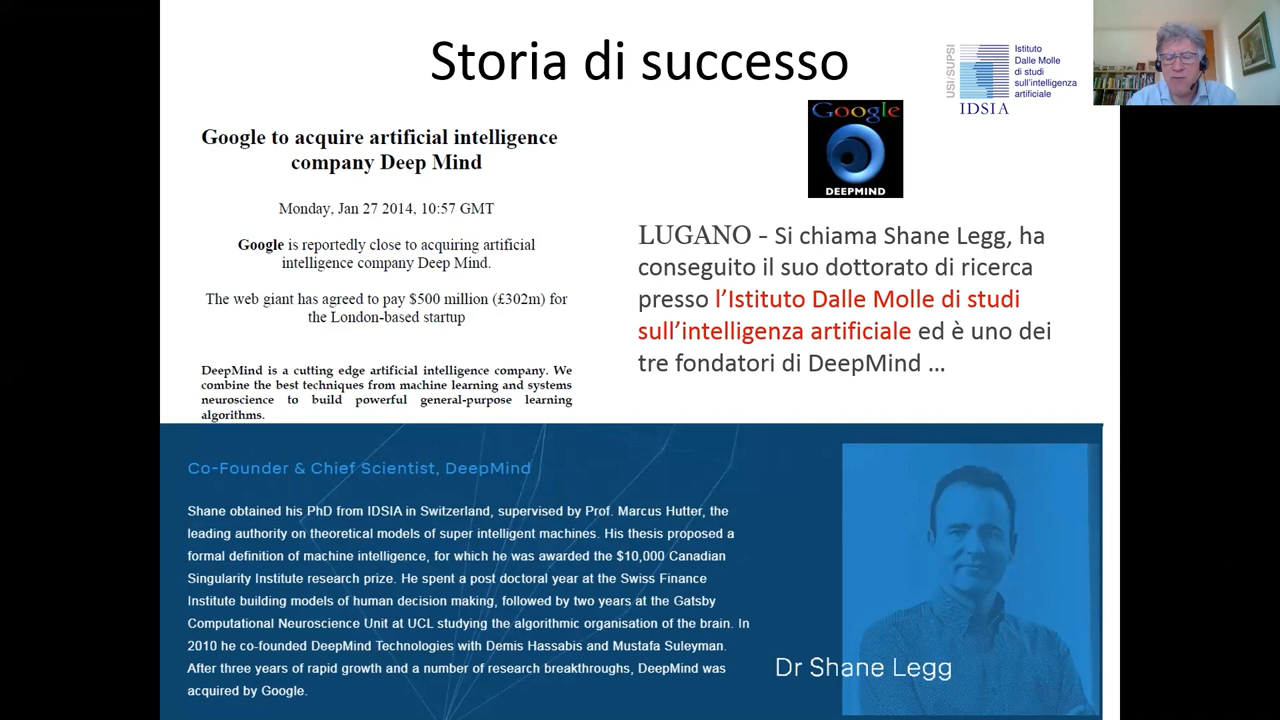 Storia di successo
USI/SUPSI
Istituto
Dalle Molle
di studi
sull'intelligenza
artificiale
IDSIA
Google to acquire artificial intelligence
company Deep Mind
Monday, Jan 27 2014, 10:57 GMT
Google is reportedly close to acquiring artificial
intelligence company Deep Mind.
The web giant has agreed to pay $500 million (£302m) for
the London-based startup
DeepMind is a cutting edge artificial intelligence company. We
combine the best techniques from machine learning and systems
neuroscience to build powerful general-purpose learning
algorithms.
Google
DEEPMIND
LUGANO - Si chiama Shane Legg, ha
conseguito il suo dottorato di ricerca
presso l'Istituto Dalle Molle di studi
sull'intelligenza artificiale ed è uno dei
tre fondatori di DeepMind …
Co-Founder & Chief Scientist, DeepMind
Shane obtained his PhD from IDSIA in Switzerland, supervised by Prof. Marcus Hutter, the
leading authority on theoretical models of super intelligent machines. His thesis proposed a
formal definition of machine intelligence, for which he was awarded the $10,000 Canadian
Singularity Institute research prize. He spent a post doctoral year at the Swiss Finance
Institute building models of human decision making, followed by two years at the Gatsby
Computational Neuroscience Unit at UCL studying the algorithmic organisation of the brain. In
2010 he co-founded DeepMind Technologies with Demis Hassabis and Mustafa Suleyman.
After three years of rapid growth and a number of research breakthroughs, DeepMind was
acquired by Google.
Dr Shane Legg